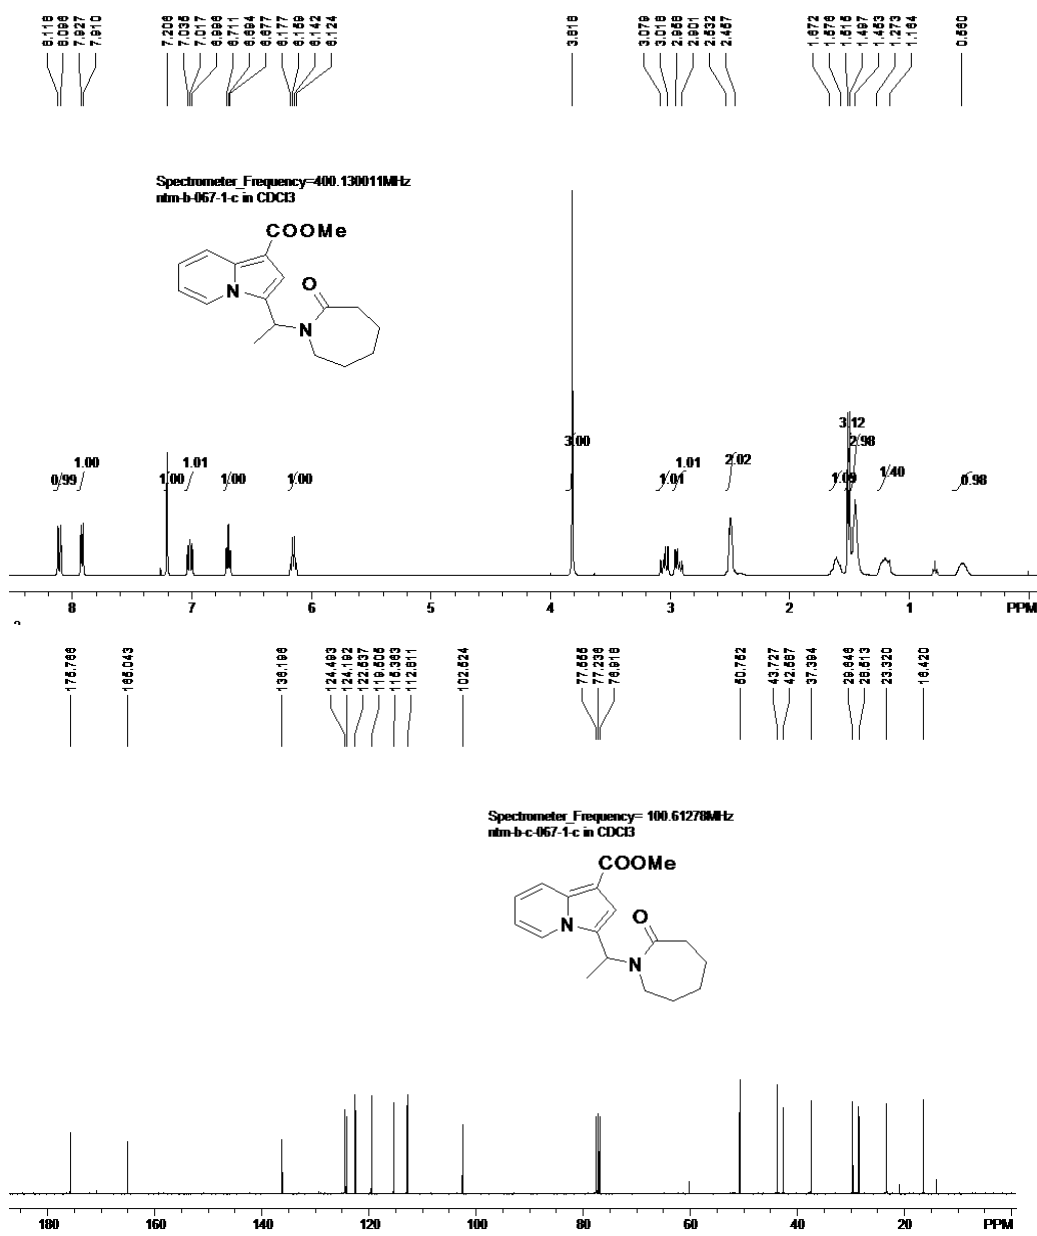 8.118 8.096 7.927 7.910 7.206 7.035 7.017 6.996 6.711 6.694 6.677 6.177 6.159 6.142 6.124 3.818 3.079 3.018 2.956 2.901 2.532 2.457 1.672 1.576 1.515 1.497 1.453 1.273 1.164 0.560
Spectrometer_Frequency=400.130011MHz
ntm-b-067-1-c in CDCl3
COOMe
O
N
N
0.99 1.00 1.00 1.01 1.00 1.00 3.00 1.01 1.01 2.02 1.09 3.12 2.98 1.40 0.98
8 7 6 5 4 3 2 1 PPM
175.766 165.043 136.196 124.493 124.192 122.537 119.505 115.363 112.811 102.524 77.555 77.236 76.918 50.752 43.727 42.567 37.394 29.646 28.513 23.320 16.420
Spectrometer_Frequency= 100.61278MHz
ntm-b-c-067-1-c in CDCl3
COOMe
O
N
N
180 160 140 120 100 80 60 40 20 PPM